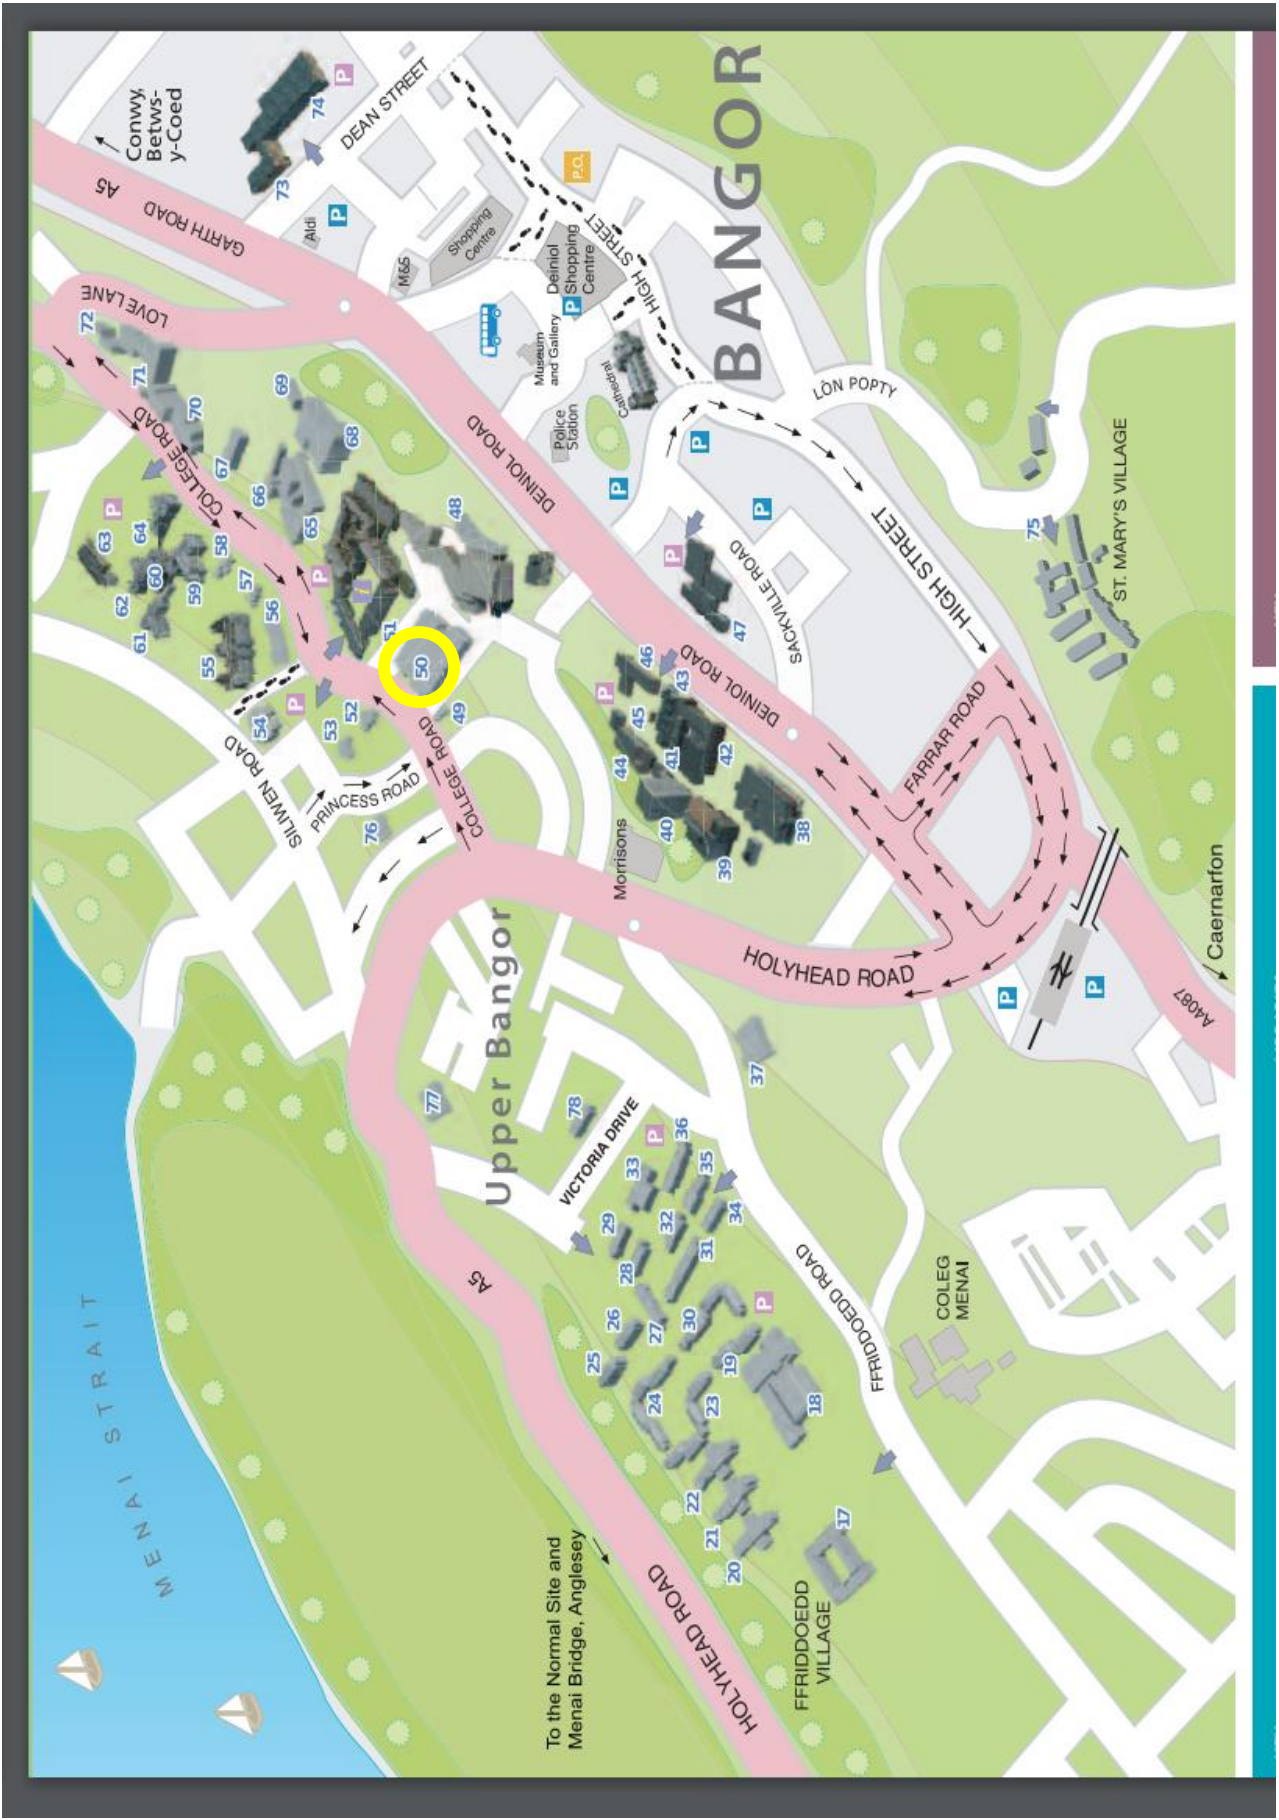 Conwy,
Betws-
y-Coed
A5
GARTH ROAD
DEAN STREET
74
P
73
Aldi
P
M&S
Shopping
Centre
P.O.
HIGH STREET
Deiniol
Shopping
Centre
P
Museum
and Gallery
Cathedral
Police
Station
BANGOR
LÔN POPTY
LOVE LANE
72
71
70
69
68
67
66
65
COLLEGE ROAD
P
64
63
62
61
60
59
58
57
56
55
54
53
52
51
50
49
48
P
i
P
DEINIOL ROAD
P
P
P
P
47
SACKVILLE ROAD
HIGH STREET
HIGH STREET
75
ST. MARY'S VILLAGE
SILIWEN ROAD
PRINCESS ROAD
76
COLLEGE ROAD
P
46
45
44
43
42
41
40
39
38
Morrisons
DEINIOL ROAD
FARRAR ROAD
HOLYHEAD ROAD
P
P
A4087
Caernarfon
Upper Bangor
77
78
VICTORIA DRIVE
37
P
36
35
34
33
32
31
30
29
28
27
26
25
24
23
22
21
20
19
18
17
P
FFRIDDOEDD ROAD
COLEG
MENAI
FFRIDDOEDD
VILLAGE
A5
HOLYHEAD ROAD
To the Normal Site and
Menai Bridge, Anglesey
MENAI STRAIT